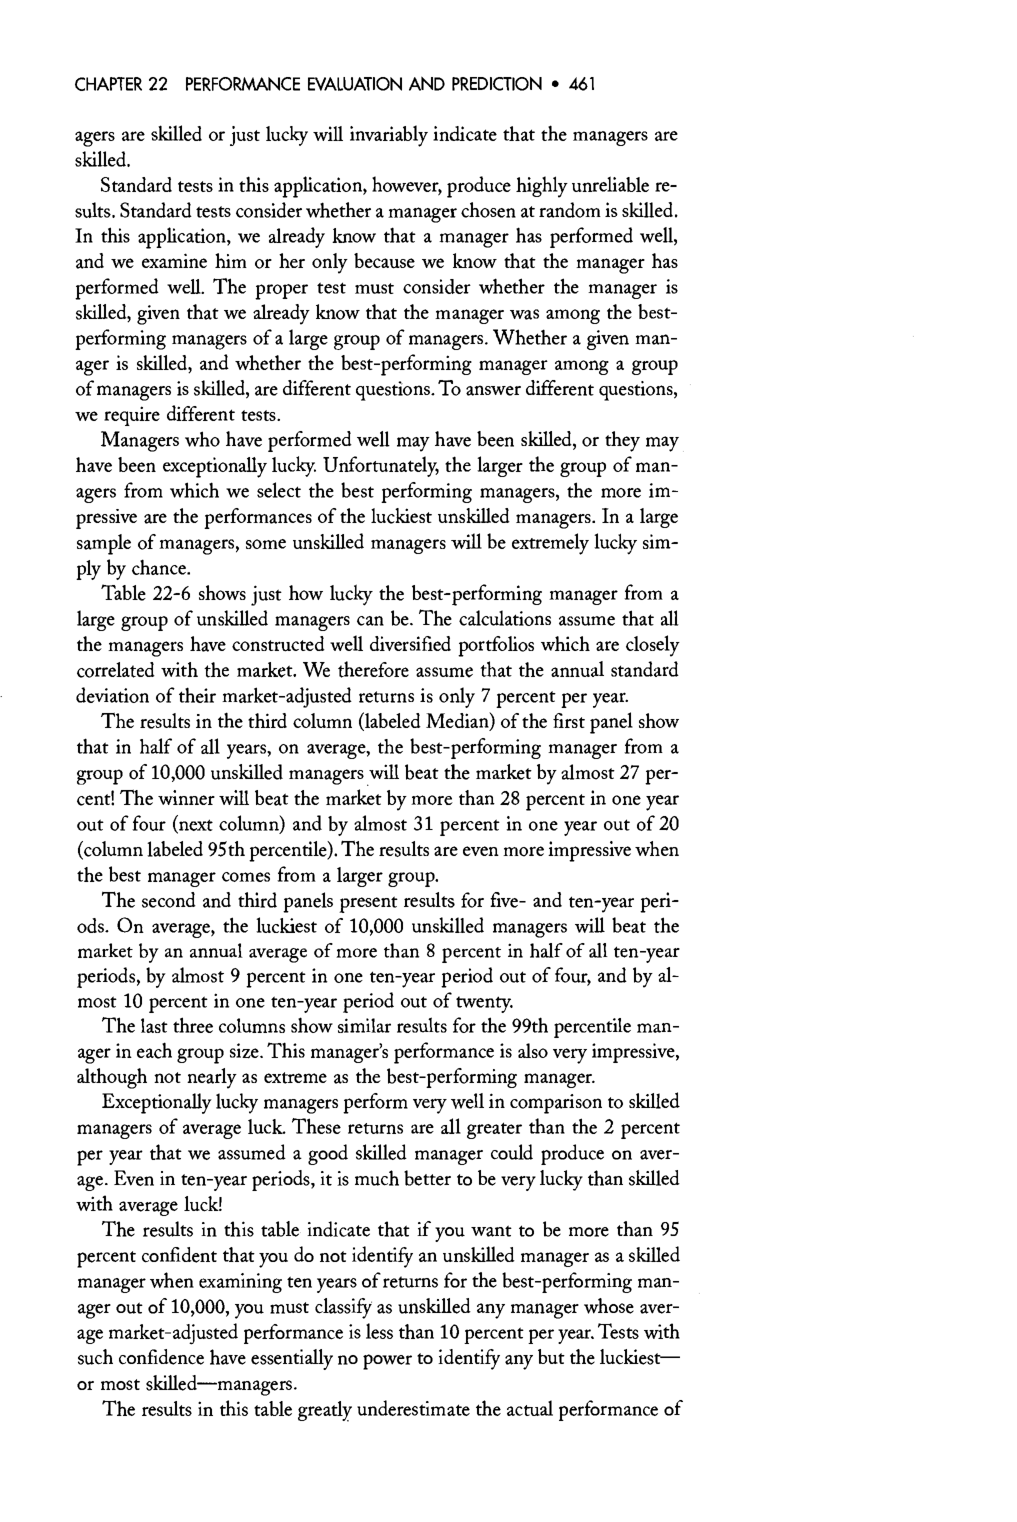 CHAPTER 22 PERFORMANCE EVALUATION AND PREDICTION • 461
agers are skilled or just lucky will invariably indicate that the managers are
skilled.
Standard tests in this application, however, produce highly unreliable re-
sults. Standard tests consider whether a manager chosen at random is skilled.
In this application, we already know that a manager has performed well,
and we examine him or her only because we know that the manager has
performed well. The proper test must consider whether the manager is
skilled, given that we already know that the manager was among the best-
performing managers of a large group of managers. Whether a given man-
ager is skilled, and whether the best-performing manager among a group
of managers is skilled, are different questions. To answer different questions,
we require different tests.
Managers who have performed well may have been skilled, or they may
have been exceptionally lucky. Unfortunately, the larger the group of man-
agers from which we select the best performing managers, the more im-
pressive are the performances of the luckiest unskilled managers. In a large
sample of managers, some unskilled managers will be extremely lucky sim-
ply by chance.
Table 22-6 shows just how lucky the best-performing manager from a
large group of unskilled managers can be. The calculations assume that all
the managers have constructed well diversified portfolios which are closely
correlated with the market. We therefore assume that the annual standard
deviation of their market-adjusted returns is only 7 percent per year.
The results in the third column (labeled Median) of the first panel show
that in half of all years, on average, the best-performing manager from a
group of 10,000 unskilled managers will beat the market by almost 27 per-
cent! The winner will beat the market by more than 28 percent in one year
out of four (next column) and by almost 31 percent in one year out of 20
(column labeled 95th percentile). The results are even more impressive when
the best manager comes from a larger group.
The second and third panels present results for five- and ten-year peri-
ods. On average, the luckiest of 10,000 unskilled managers will beat the
market by an annual average of more than 8 percent in half of all ten-year
periods, by almost 9 percent in one ten-year period out of four, and by al-
most 10 percent in one ten-year period out of twenty.
The last three columns show similar results for the 99th percentile man-
ager in each group size. This manager's performance is also very impressive,
although not nearly as extreme as the best-performing manager.
Exceptionally lucky managers perform very well in comparison to skilled
managers of average luck. These returns are all greater than the 2 percent
per year that we assumed a good skilled manager could produce on aver-
age. Even in ten-year periods, it is much better to be very lucky than skilled
with average luck!
The results in this table indicate that if you want to be more than 95
percent confident that you do not identify an unskilled manager as a skilled
manager when examining ten years of returns for the best-performing man-
ager out of 10,000, you must classify as unskilled any manager whose aver-
age market-adjusted performance is less than 10 percent per year. Tests with
such confidence have essentially no power to identify any but the luckiest—
or most skilled—managers.
The results in this table greatly underestimate the actual performance of